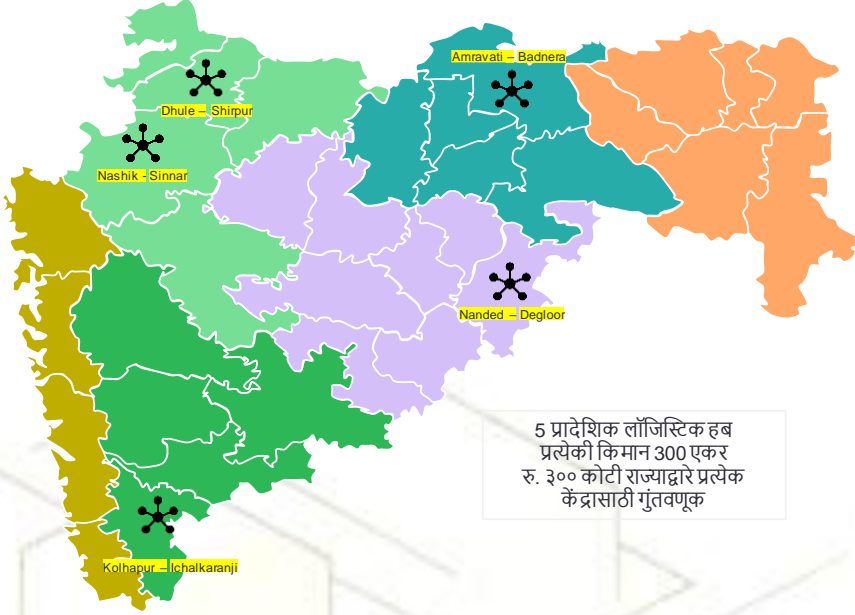 Amravati – Badnera
Dhule – Shirpur
Nashik - Sinnar
Nanded – Degloor
5 प्रादेशिक लॉजिस्टिक हब
प्रत्येकी किमान 300 एकर
रु. ३०० कोटी राज्याद्वारे प्रत्येक
केंद्रासाठी गुंतवणूक
Kolhapur – Ichalkaranji